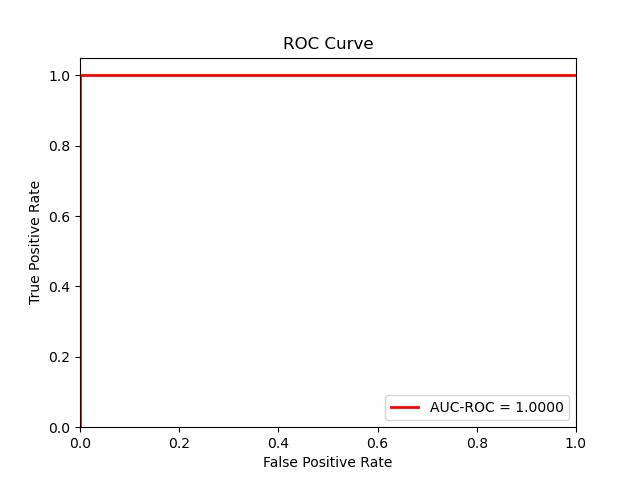 ROC Curve
True Positive Rate
1.0
0.8
0.6
0.4
0.2
0.0
AUC-ROC = 1.0000
0.0 0.2 0.4 0.6 0.8 1.0
False Positive Rate